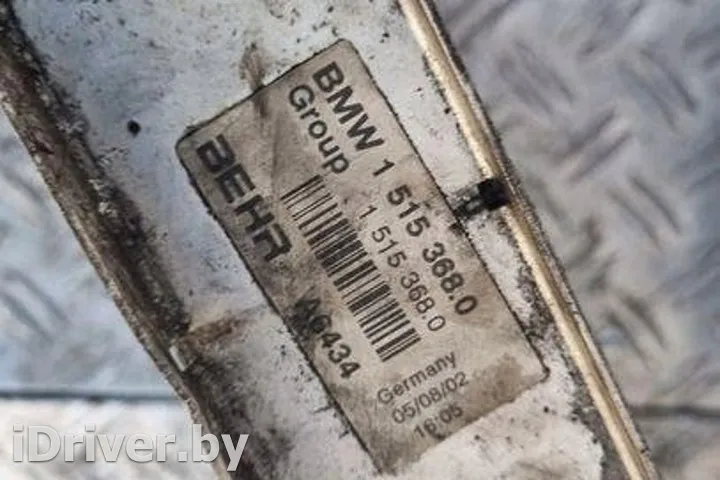 BMW 1 515 368.0
Group 1 515 368.0
BEHR
A6434
Germany
05/08/02
16:05
iDriver.by